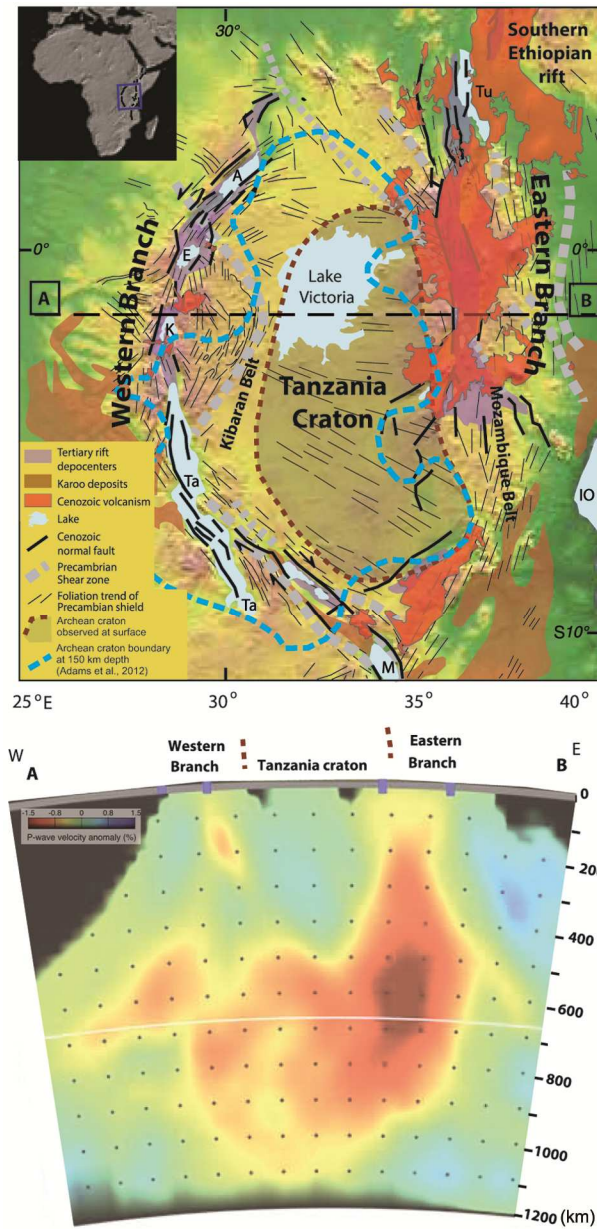 30°
35°
Southern
Ethiopian
rift
Tu
A
Eastern Branch
0°
0°
E
Western Branch
Lake
Victoria
A
B
K
Tanzania
Craton
Kibaran Belt
Mozambique Belt
Tertiary rift
depocenters
Karoo deposits
Cenozoic volcanism
Lake
Cenozoic
normal fault
Precambrian
Shear zone
Foliation trend of
Precambian shield
Archean craton
observed at surface
Archean craton boundary
at 150 km depth
(Adams et al., 2012)
Ta
Ta
IO
M
S10°
25°E
30°
35°
40°
W
A
Western
Branch
Tanzania craton
Eastern
Branch
E
B
-1.5 -0.8 0 0.8 1.5
P-wave velocity anomaly (%)
0
200
400
600
800
1000
1200 (km)